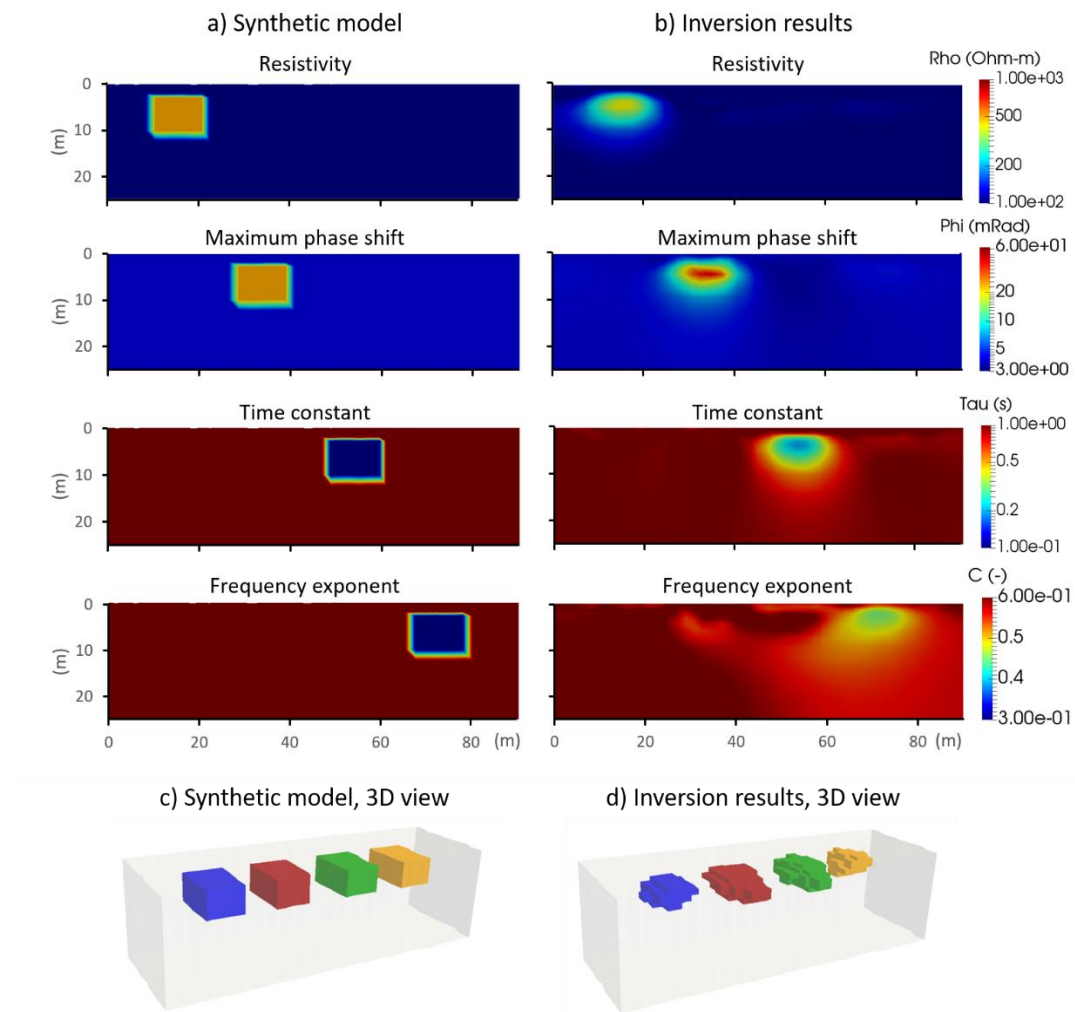 a) Synthetic model
b) Inversion results
Resistivity
Resistivity
Rho (Ohm-m)
0
10
20
(m)
1.00e+03
500
200
1.00e+02
Maximum phase shift
Maximum phase shift
Phi (mRad)
0
10
20
(m)
6.00e+01
20
10
5
3.00e+00
Time constant
Time constant
Tau (s)
0
10
20
(m)
1.00e+00
0.5
0.2
1.00e-01
Frequency exponent
Frequency exponent
C (-)
0
10
20
(m)
6.00e-01
0.5
0.4
3.00e-01
0 20 40 60 80 (m)
0 20 40 60 80 (m)
c) Synthetic model, 3D view
d) Inversion results, 3D view